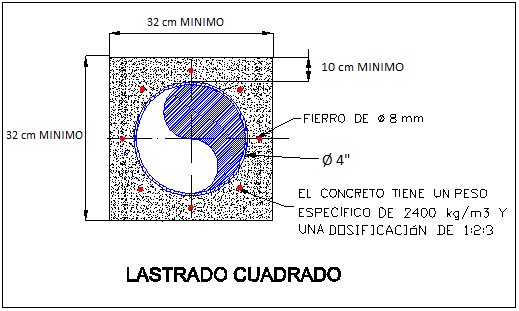 32 cm MINIMO
10 cm MINIMO
32 cm MINIMO
FIERRO DE Ø 8 mm
Ø 4"
EL CONCRETO TIENE UN PESO
ESPECIFICO DE 2400 kg/m3 Y
UNA DOSIFICACIÓN DE 1:2:3
LASTRADO CUADRADO